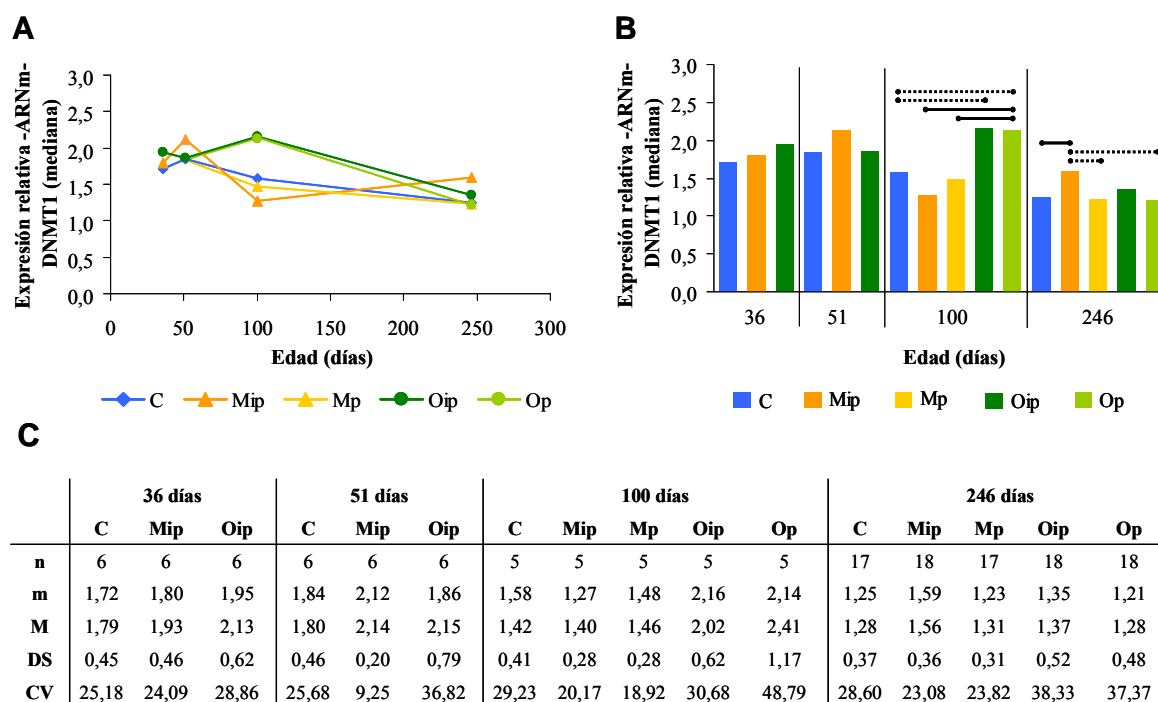 A
Expresión relativa -ARNm-
DNMT1 (mediana)
3,0
2,5
2,0
1,5
1,0
0,5
0,0
0 50 100 150 200 250 300
Edad (días)
C Mip Mp Oip Op
B
Expresión relativa -ARNm-
DNMT1 (mediana)
3,0
2,5
2,0
1,5
1,0
0,5
0,0
36 51 100 246
Edad (días)
C Mip Mp Oip Op
C
36 días 51 días 100 días 246 días
C Mip Oip C Mip Oip C Mip Mp Oip Op C Mip Mp Oip Op
n 6 6 6 6 6 6 5 5 5 5 5 17 18 17 18 18
m 1,72 1,80 1,95 1,84 2,12 1,86 1,58 1,27 1,48 2,16 2,14 1,25 1,59 1,23 1,35 1,21
M 1,79 1,93 2,13 1,80 2,14 2,15 1,42 1,40 1,46 2,02 2,41 1,28 1,56 1,31 1,37 1,28
DS 0,45 0,46 0,62 0,46 0,20 0,79 0,41 0,28 0,28 0,62 1,17 0,37 0,36 0,31 0,52 0,48
CV 25,18 24,09 28,86 25,68 9,25 36,82 29,23 20,17 18,92 30,68 48,79 28,60 23,08 23,82 38,33 37,37